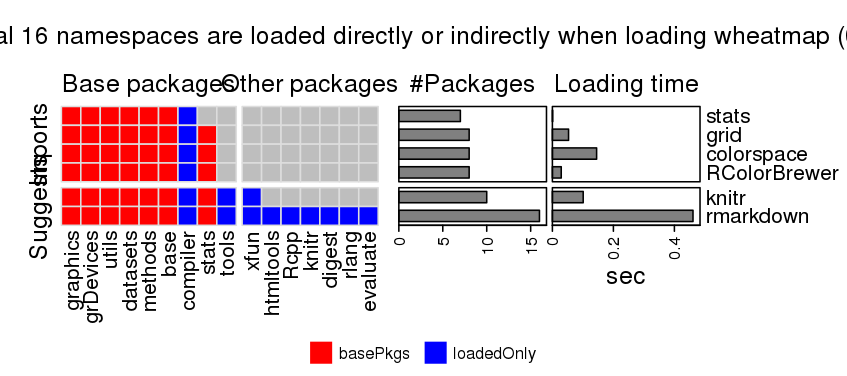 al 16 namespaces are loaded directly or indirectly when loading wheatmap (
Base packages
Other packages
#Packages
Loading time
Imports
Suggests
stats
grid
colorspace
RColorBrewer
knitr
rmarkdown
graphics
grDevices
utils
datasets
methods
base
compiler
stats
tools
xfun
htmltools
Rcpp
knitr
digest
rlang
evaluate
0
5
10
15
0
0.2
0.4
sec
basePkgs
loadedOnly